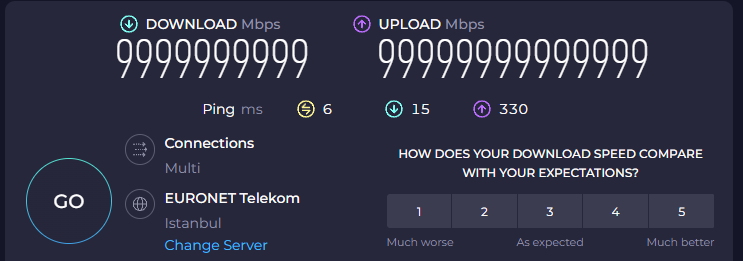 DOWNLOAD Mbps
9999999999
UPLOAD Mbps
99999999999999
Ping ms 6 15 330
GO
Connections
Multi
EURONET Telekom
Istanbul
Change Server
HOW DOES YOUR DOWNLOAD SPEED COMPARE
WITH YOUR EXPECTATIONS?
1 2 3 4 5
Much worse As expected Much better